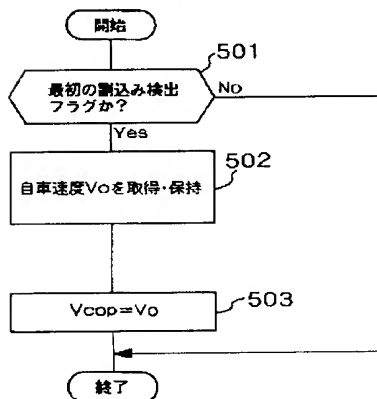 開始
501
最初の割込み検出
フラグか？
No
Yes
502
自車速度Voを取得・保持
503
Vcop=Vo
終了